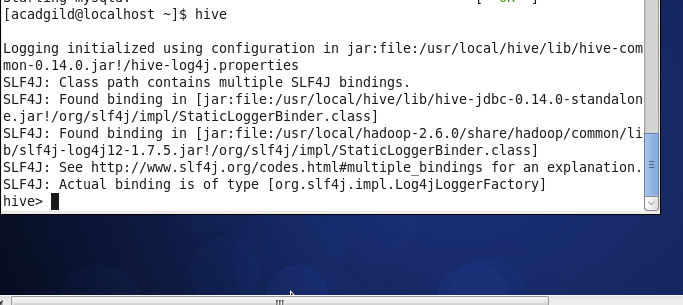 Starting mysqld: [ OK ]
[acadgild@localhost ~]$ hive
Logging initialized using configuration in jar:file:/usr/local/hive/lib/hive-com
mon-0.14.0.jar!/hive-log4j.properties
SLF4J: Class path contains multiple SLF4J bindings.
SLF4J: Found binding in [jar:file:/usr/local/hive/lib/hive-jdbc-0.14.0-standalon
e.jar!/org/slf4j/impl/StaticLoggerBinder.class]
SLF4J: Found binding in [jar:file:/usr/local/hadoop-2.6.0/share/hadoop/common/li
b/slf4j-log4j12-1.7.5.jar!/org/slf4j/impl/StaticLoggerBinder.class]
SLF4J: See http://www.slf4j.org/codes.html#multiple_bindings for an explanation.
SLF4J: Actual binding is of type [org.slf4j.impl.Log4jLoggerFactory]
hive>